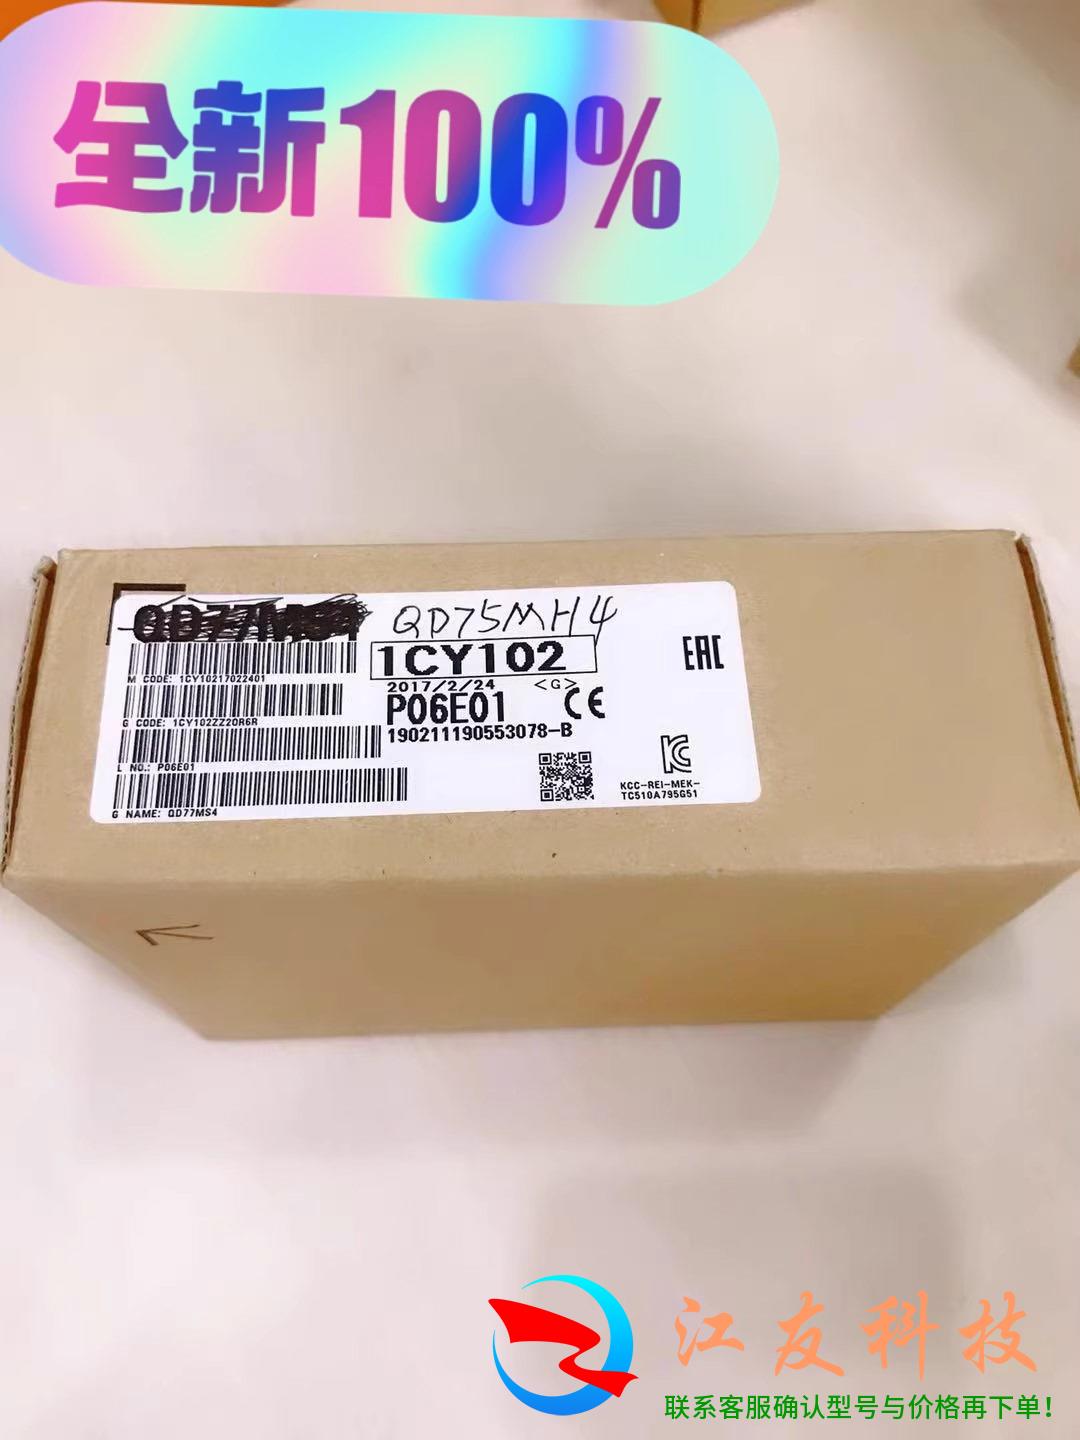 全新100%
QD77MS4 QD75MH4
1CY102
M CODE: 1CY10217022401
2017/2/24 <G>
EAC
P06E01 CE
G CODE: 1CY102ZZ20R6R
190211190553078-B
L NO.: P06E01
KC
KCC-REI-MEK-
TC510A795G51
G NAME: QD77MS4
江友科技
联系客服确认型号与价格再下单!